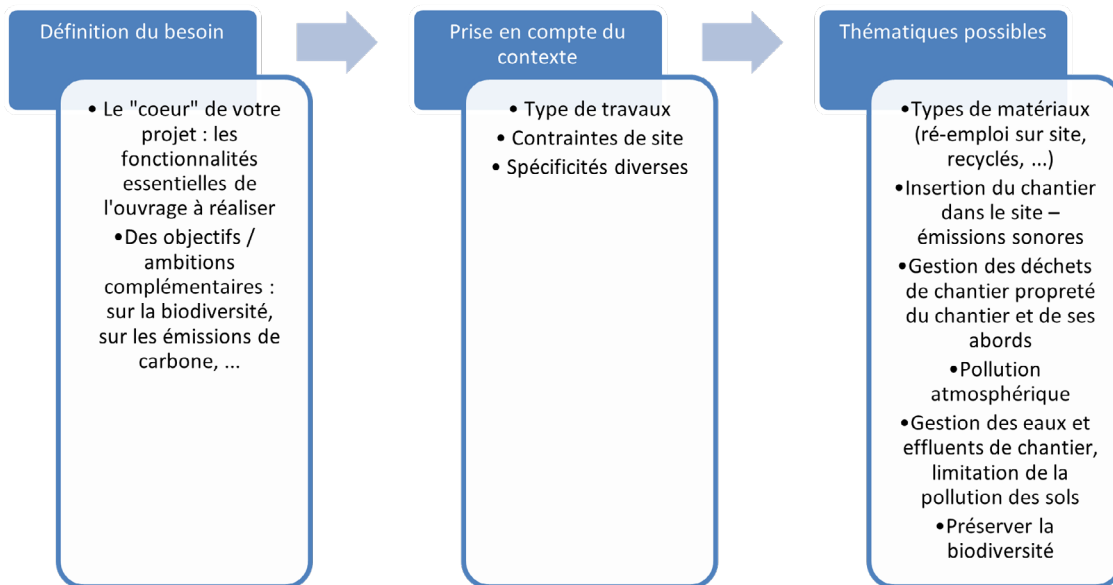 Définition du besoin
• Le "coeur" de votre
projet : les
fonctionnalités
essentielles de
l'ouvrage à réaliser
•Des objectifs /
ambitions
complémentaires :
sur la biodiversité,
sur les émissions de
carbone, ...
Prise en compte du
contexte
• Type de travaux
• Contraintes de site
• Spécificités diverses
Thématiques possibles
•Types de matériaux
(ré-emploi sur site,
recyclés, ...)
•Insertion du chantier
dans le site –
émissions sonores
•Gestion des déchets
de chantier propreté
du chantier et de ses
abords
•Pollution
atmosphérique
•Gestion des eaux et
effluents de chantier,
limitation de la
pollution des sols
•Préserver la
biodiversité